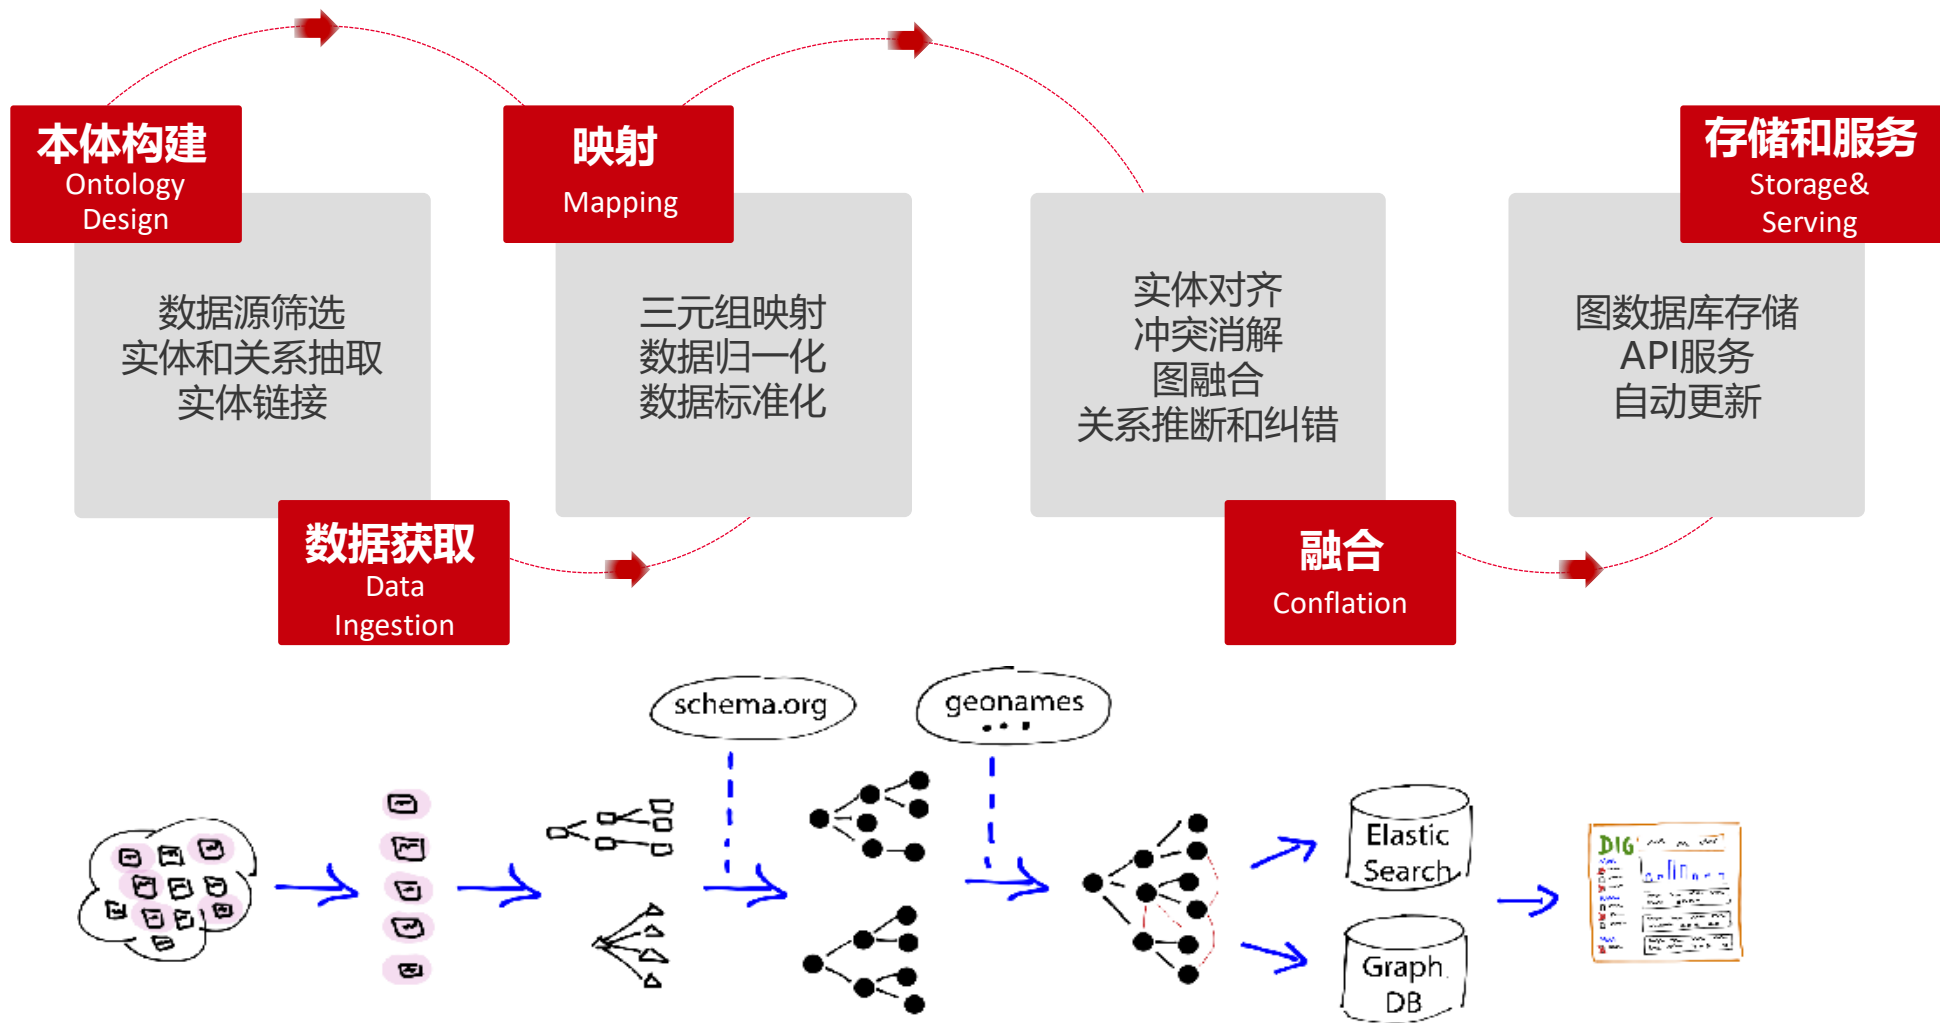 本体构建
Ontology
Design
数据源筛选
实体和关系抽取
实体链接
数据获取
Data
Ingestion
映射
Mapping
三元组映射
数据归一化
数据标准化
实体对齐
冲突消解
图融合
关系推断和纠错
融合
Conflation
存储和服务
Storage&
Serving
图数据库存储
API服务
自动更新
schema.org
geonames
Elastic
Search
Graph
DB
DIG